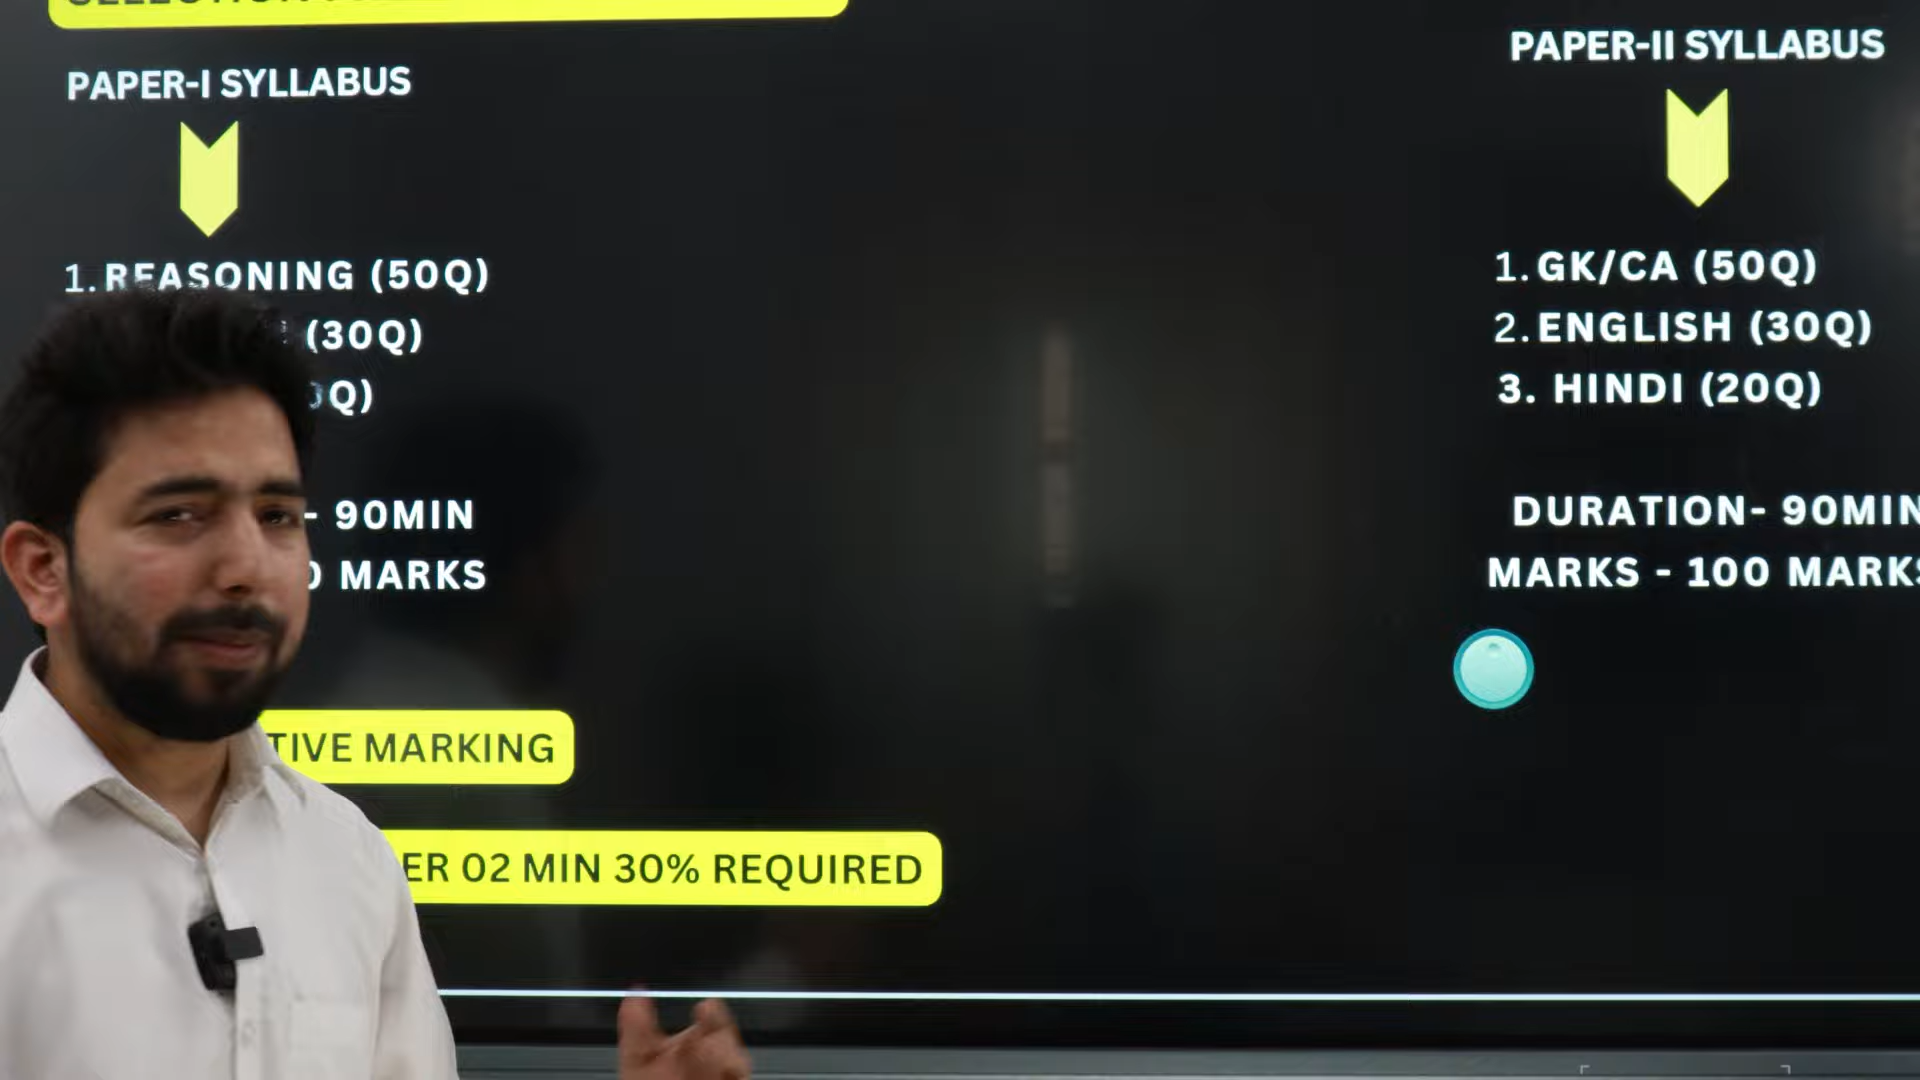 PAPER-I SYLLABUS
1. REASONING (50Q)
(30Q)
Q)
- 90MIN
MARKS
TIVE MARKING
ER 02 MIN 30% REQUIRED
PAPER-II SYLLABUS
1. GK/CA (50Q)
2. ENGLISH (30Q)
3. HINDI (20Q)
DURATION- 90MIN
MARKS - 100 MARKS